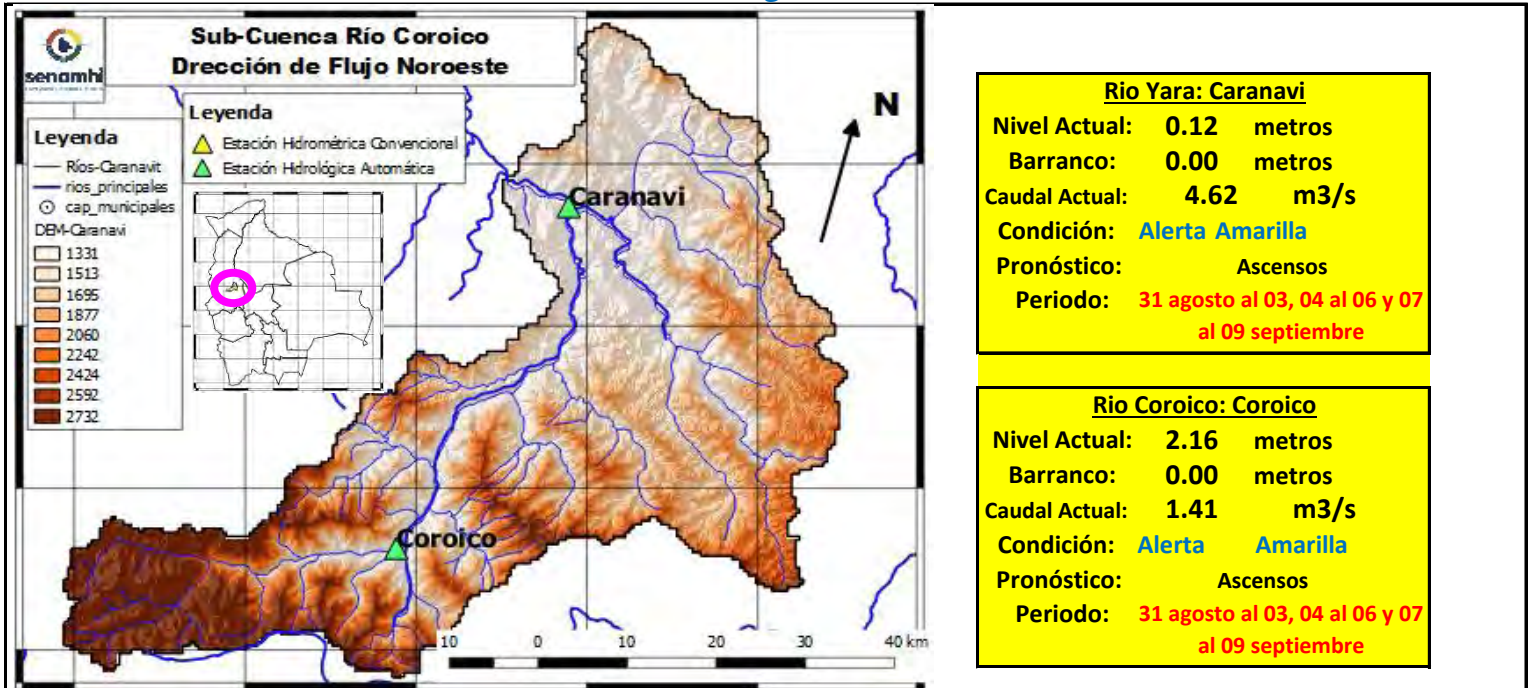 Sub-Cuenca Río Coroico
Drección de Flujo Noroeste
senamhi
Leyenda
Estación Hidrométrica Convencional
Estación Hidrológica Automática
Leyenda
Ríos-Caranavit
rios_principales
cap_municipales
DEM-Caranavi
1331
1513
1695
1877
2060
2242
2424
2592
2732
N
Caranavi
Coroico
10 0 10 20 30 40 km
Rio Yara: Caranavi
Nivel Actual: 0.12 metros
Barranco: 0.00 metros
Caudal Actual: 4.62 m3/s
Condición: Alerta Amarilla
Pronóstico: Ascensos
Periodo: 31 agosto al 03, 04 al 06 y 07
al 09 septiembre
Rio Coroico: Coroico
Nivel Actual: 2.16 metros
Barranco: 0.00 metros
Caudal Actual: 1.41 m3/s
Condición: Alerta Amarilla
Pronóstico: Ascensos
Periodo: 31 agosto al 03, 04 al 06 y 07
al 09 septiembre